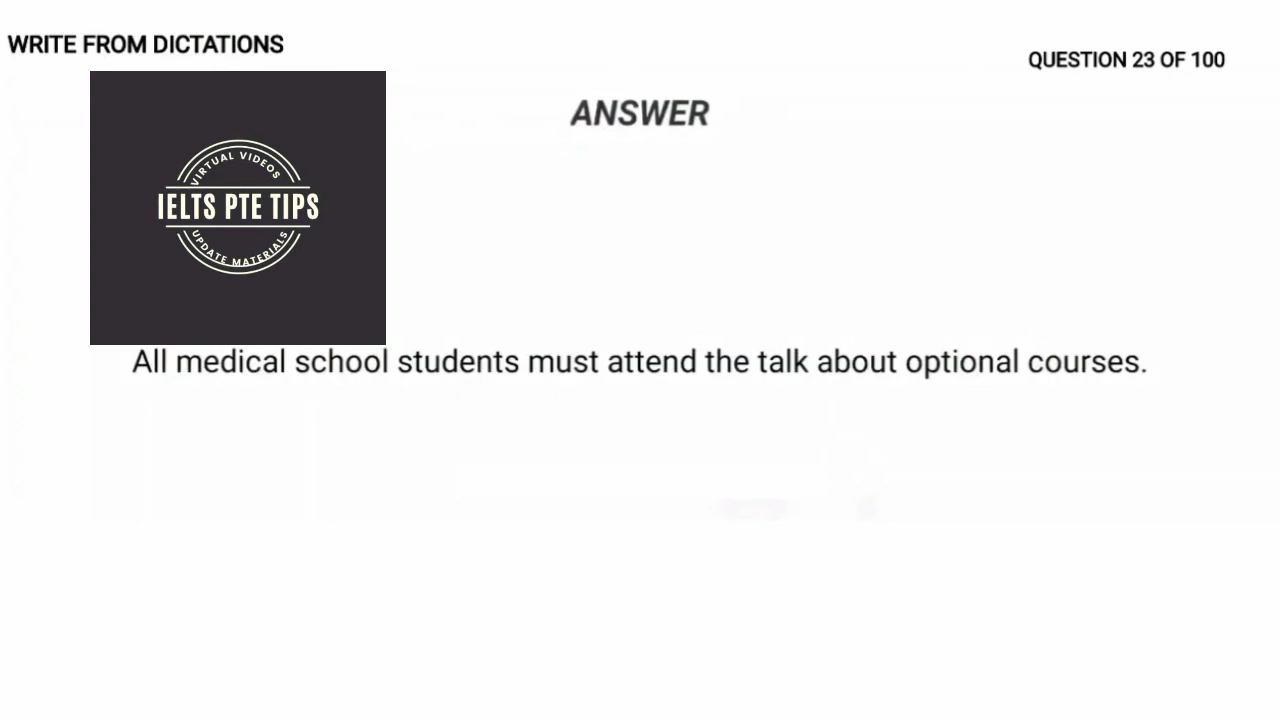 WRITE FROM DICTATIONS
QUESTION 23 OF 100
ANSWER
VIRTUAL VIDEOS
IELTS PTE TIPS
UPDATE MATERIALS
All medical school students must attend the talk about optional courses.